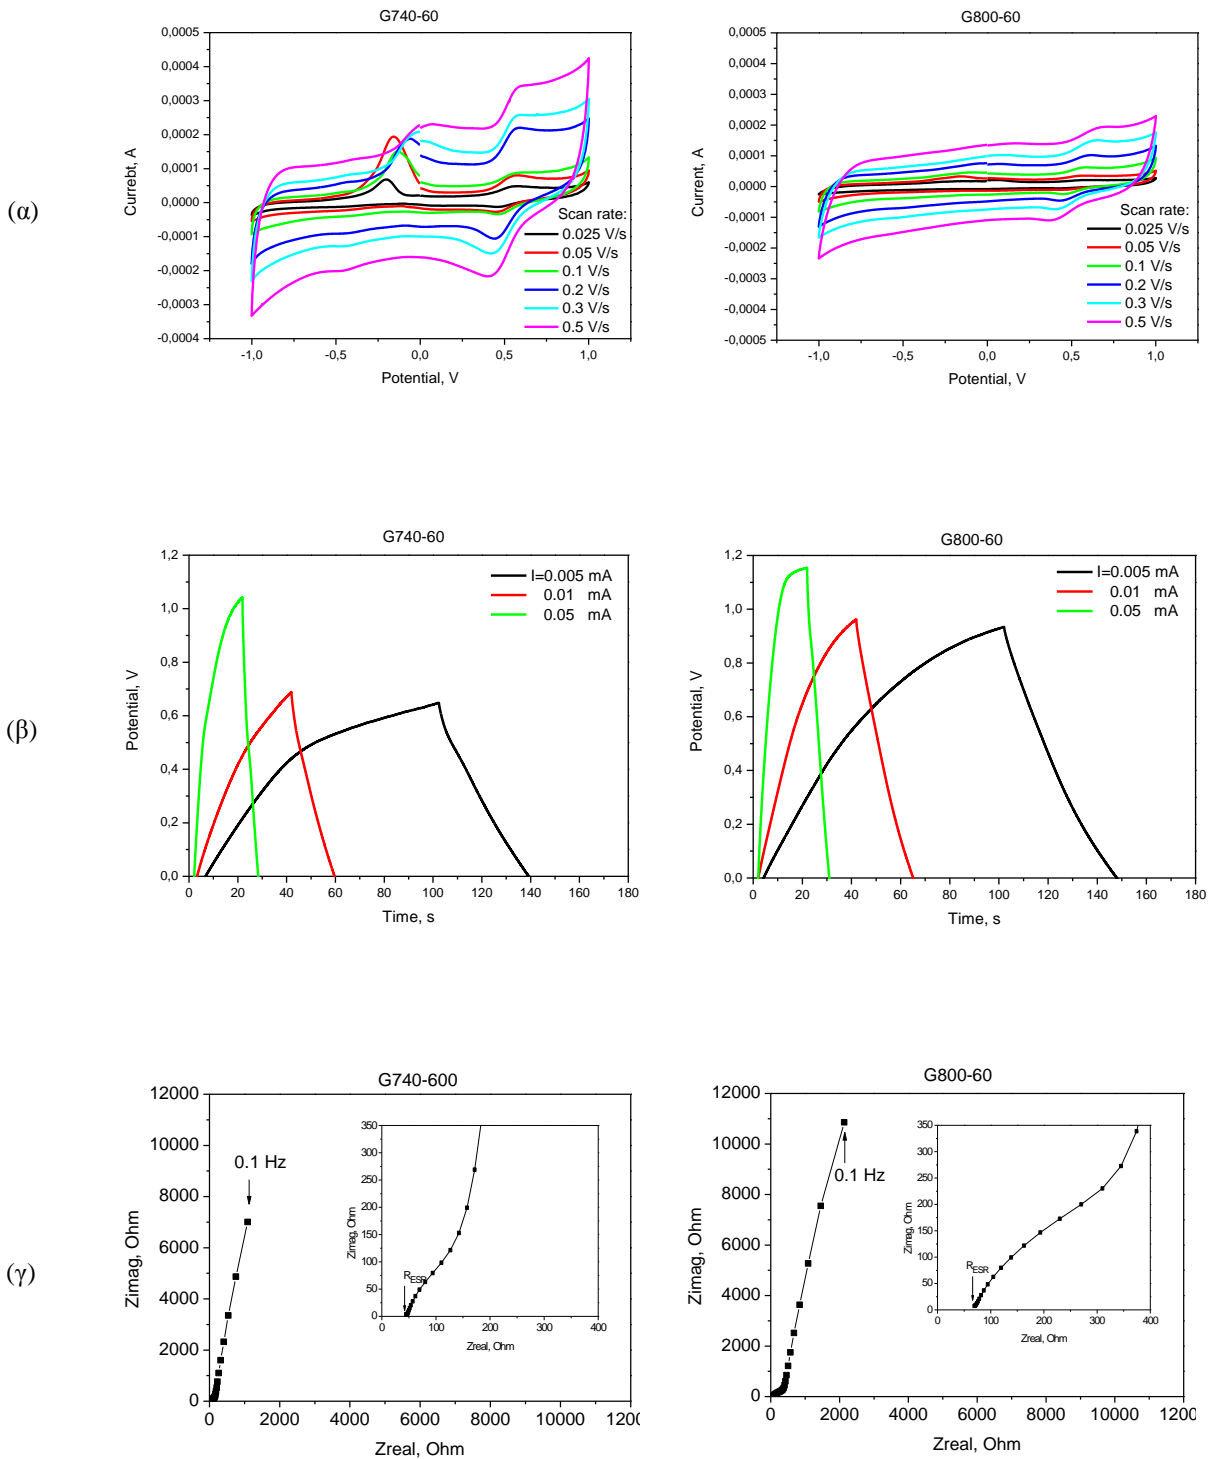 (α)
G740-60
0,0005
0,0004
0,0003
0,0002
0,0001
0,0000
-0,0001
-0,0002
-0,0003
-0,0004
Currebt, A
-1,0 -0,5 0,0 0,5 1,0
Potential, V
Scan rate:
0.025 V/s
0.05 V/s
0.1 V/s
0.2 V/s
0.3 V/s
0.5 V/s
G800-60
0,0005
0,0004
0,0003
0,0002
0,0001
0,0000
-0,0001
-0,0002
-0,0003
-0,0004
-0,0005
Current, A
-1,0 -0,5 0,0 0,5 1,0
Potential, V
Scan rate:
0.025 V/s
0.05 V/s
0.1 V/s
0.2 V/s
0.3 V/s
0.5 V/s
(β)
G740-60
1,2
1,0
0,8
0,6
0,4
0,2
0,0
Potential, V
0 20 40 60 80 100 120 140 160 180
Time, s
I=0.005 mA
0.01 mA
0.05 mA
G800-60
1,2
1,0
0,8
0,6
0,4
0,2
0,0
Potential, V
0 20 40 60 80 100 120 140 160 180
Time, s
I=0.005 mA
0.01 mA
0.05 mA
(γ)
G740-600
12000
10000
8000
6000
4000
2000
0
Zimag, Ohm
0 2000 4000 6000 8000 10000 1200
Zreal, Ohm
0.1 Hz
350
300
250
200
150
100
50
0
Zimag, Ohm
R_ESR
0 100 200 300 400
Zreal, Ohm
G800-60
12000
10000
8000
6000
4000
2000
0
Zimag, Ohm
0 2000 4000 6000 8000 10000 12000
Zreal, Ohm
0.1 Hz
350
300
250
200
150
100
50
0
Zimag, Ohm
R_ESR
0 100 200 300 400
Zreal, Ohm